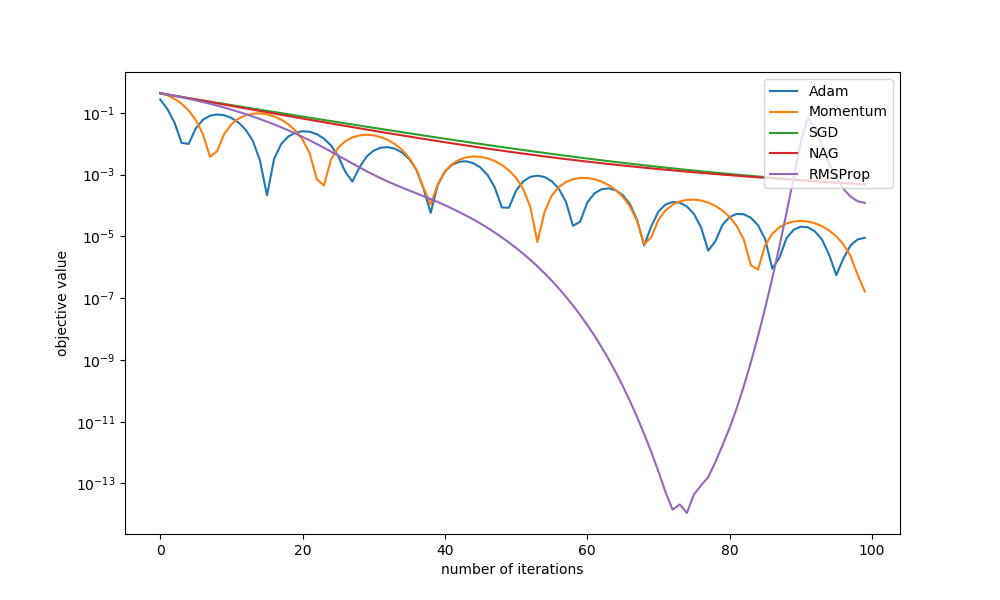 Adam
Momentum
SGD
NAG
RMSProp
10⁻¹
10⁻³
10⁻⁵
10⁻⁷
10⁻⁹
10⁻¹¹
10⁻¹³
objective value
0 20 40 60 80 100
number of iterations